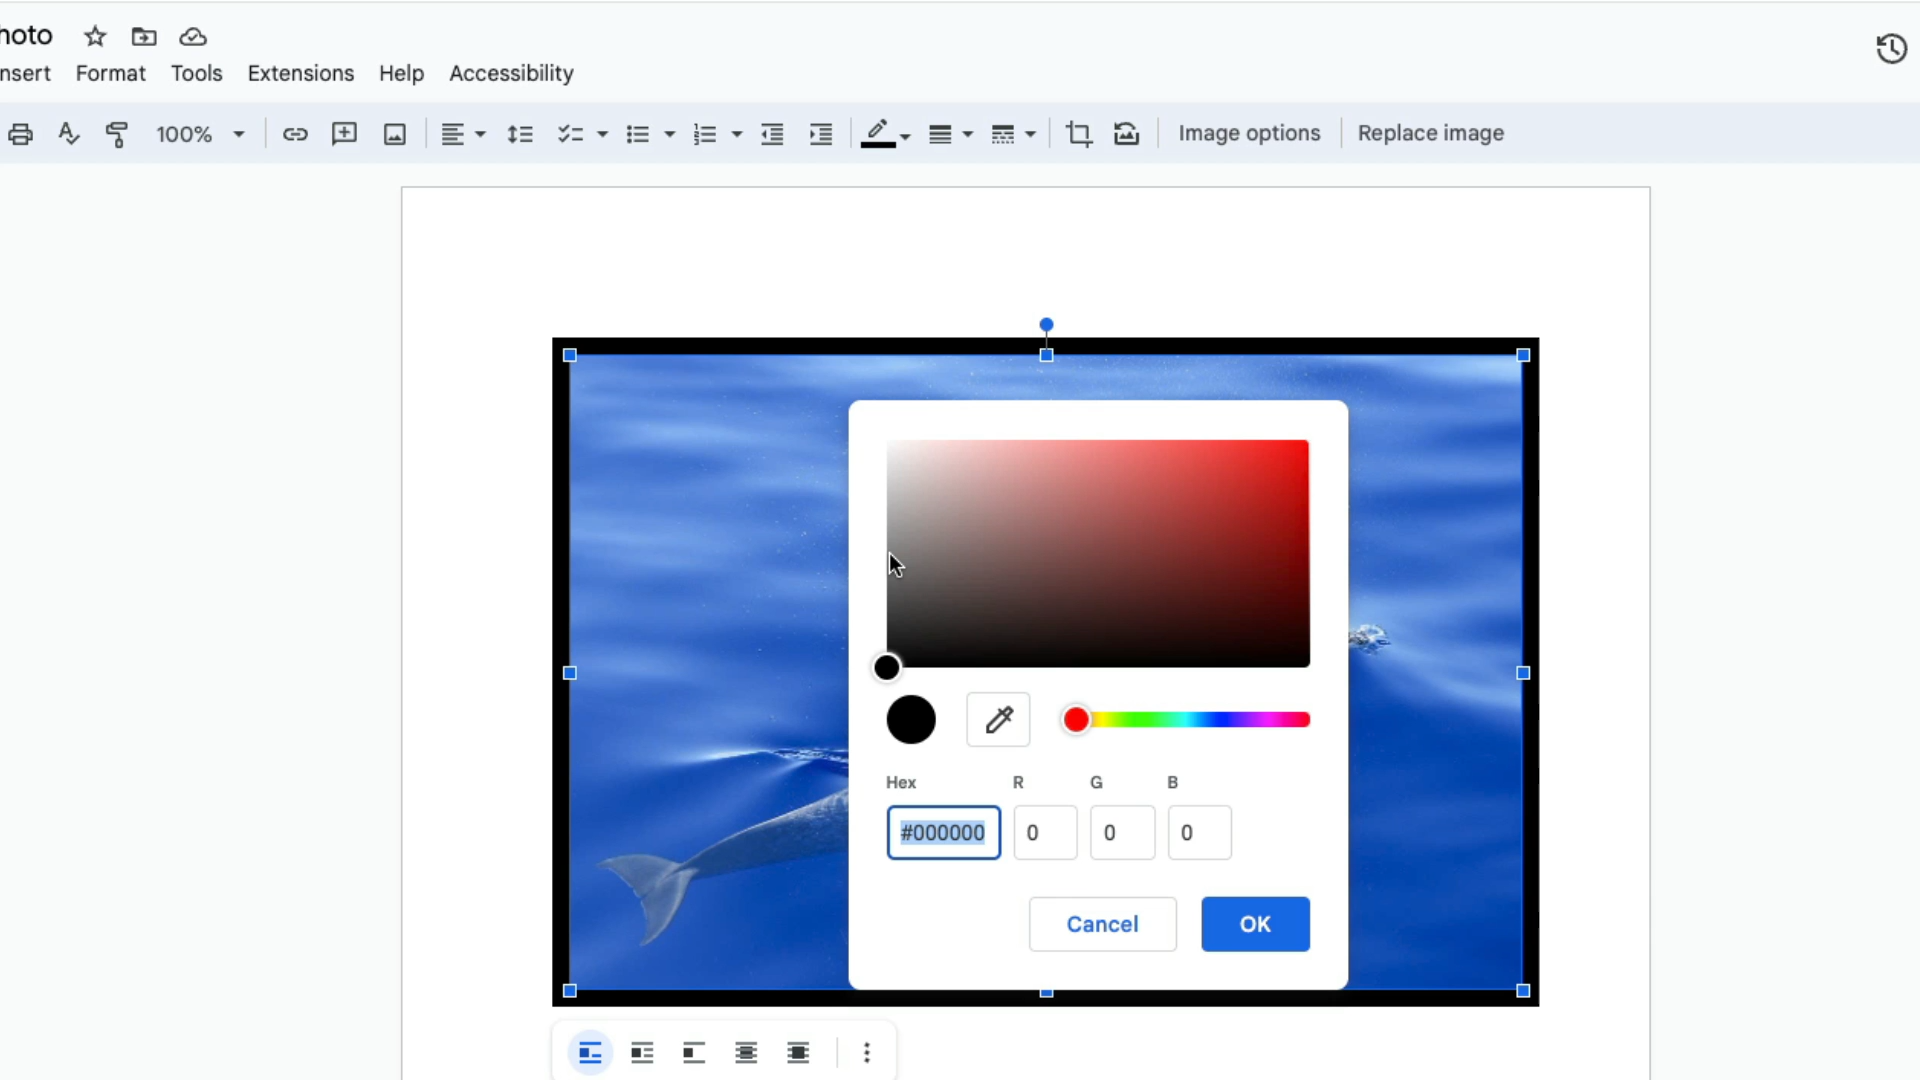 hoto
nsert Format Tools Extensions Help Accessibility
100% Image options Replace image
Hex R G B
#000000 0 0 0
Cancel OK